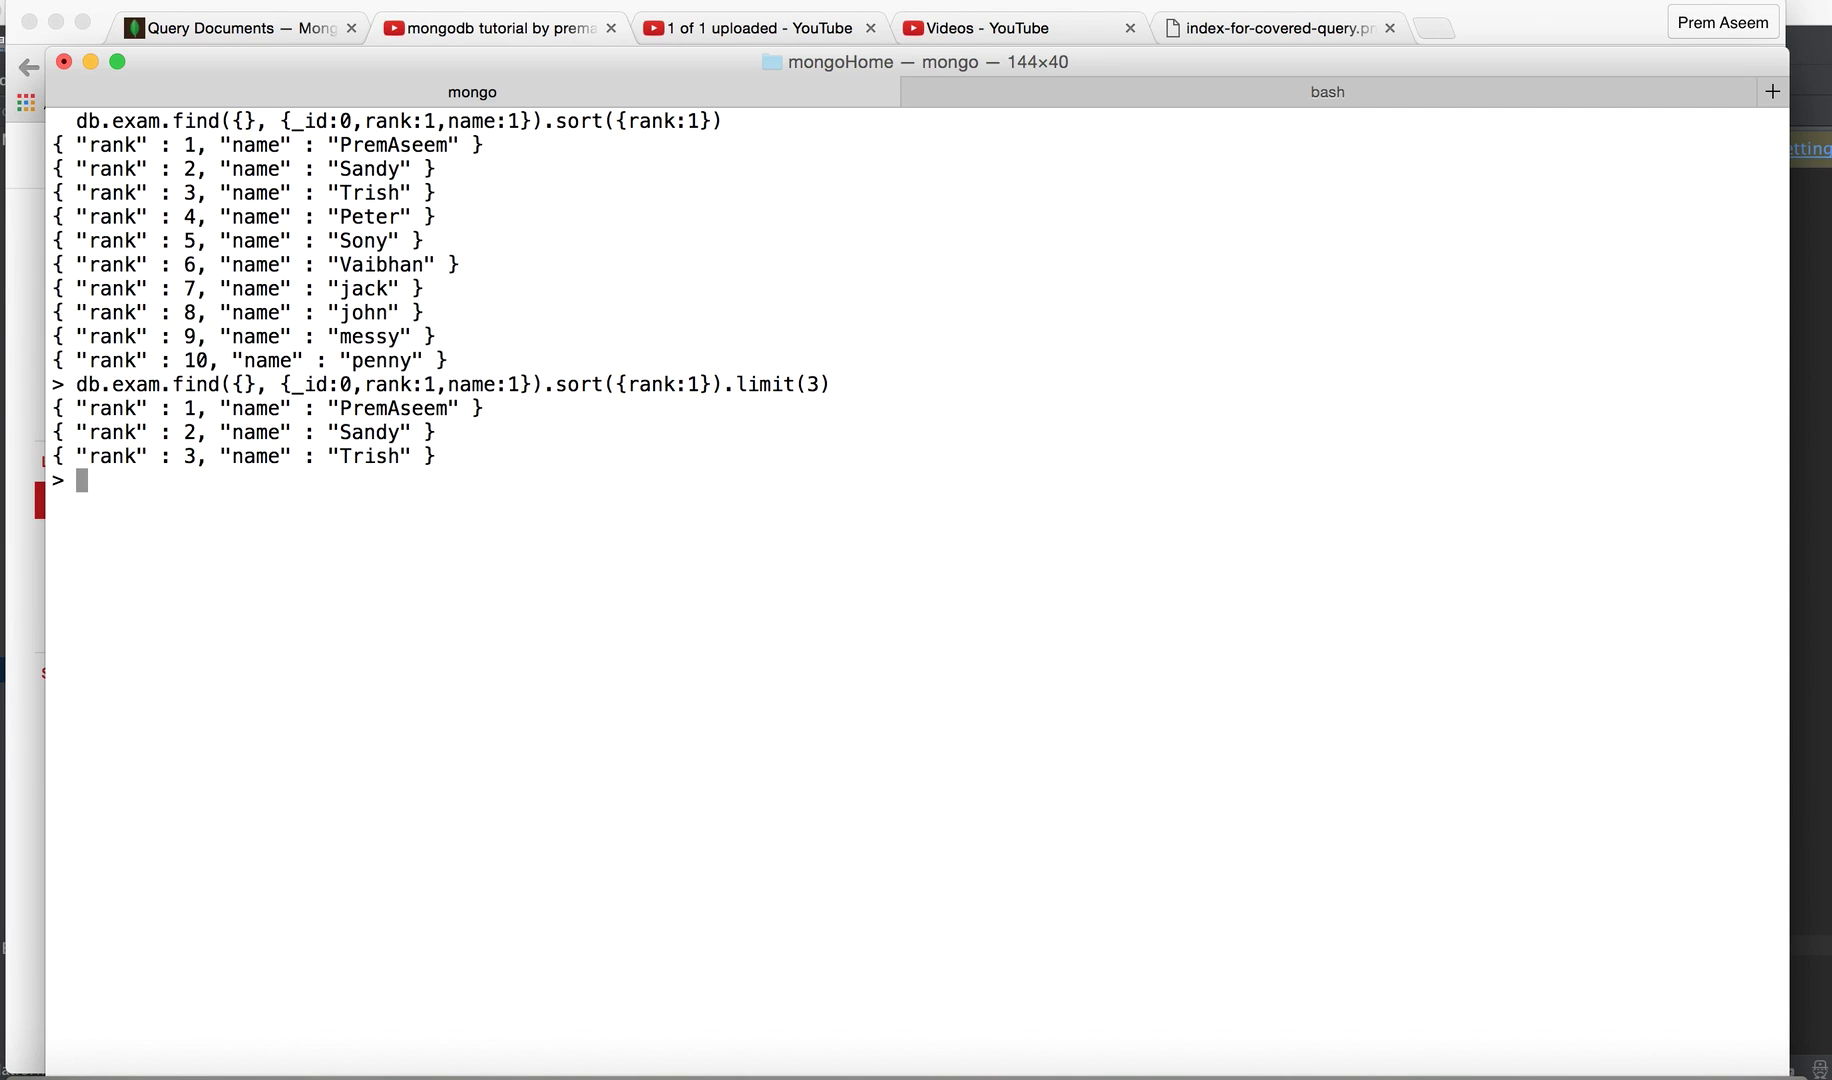 Query Documents — Mong
mongodb tutorial by prema
1 of 1 uploaded - YouTube
Videos - YouTube
index-for-covered-query.pn
Prem Aseem
mongoHome — mongo — 144×40
mongo
bash
db.exam.find({}, {_id:0,rank:1,name:1}).sort({rank:1})
{ "rank" : 1, "name" : "PremAseem" }
{ "rank" : 2, "name" : "Sandy" }
{ "rank" : 3, "name" : "Trish" }
{ "rank" : 4, "name" : "Peter" }
{ "rank" : 5, "name" : "Sony" }
{ "rank" : 6, "name" : "Vaibhan" }
{ "rank" : 7, "name" : "jack" }
{ "rank" : 8, "name" : "john" }
{ "rank" : 9, "name" : "messy" }
{ "rank" : 10, "name" : "penny" }
> db.exam.find({}, {_id:0,rank:1,name:1}).sort({rank:1}).limit(3)
{ "rank" : 1, "name" : "PremAseem" }
{ "rank" : 2, "name" : "Sandy" }
{ "rank" : 3, "name" : "Trish" }
>
etting